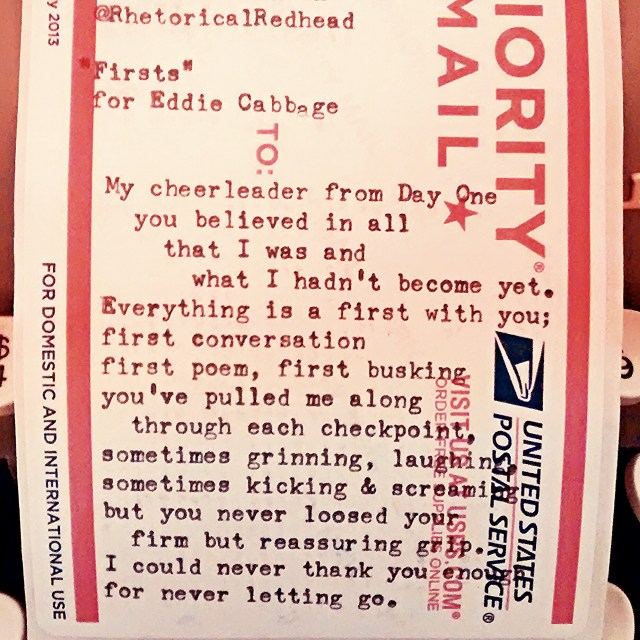 @RhetoricalRedhead
"Firsts"
for Eddie Cabbage
My cheerleader from Day One
you believed in all
that I was and
what I hadn't become yet.
Everything is a first with you;
first conversation
first poem, first busking
you've pulled me along
through each checkpoint,
sometimes grinning, laughing,
sometimes kicking & screaming
but you never loosed your
firm but reassuring grip.
I could never thank you enough
for never letting go.
TO:
IORITY®
MAIL
UNITED STATES
POSTAL SERVICE®
VISIT US AT USPS.COM®
ORDER FREE SUPPLIES ONLINE
y 2013
FOR DOMESTIC AND INTERNATIONAL USE
$
4